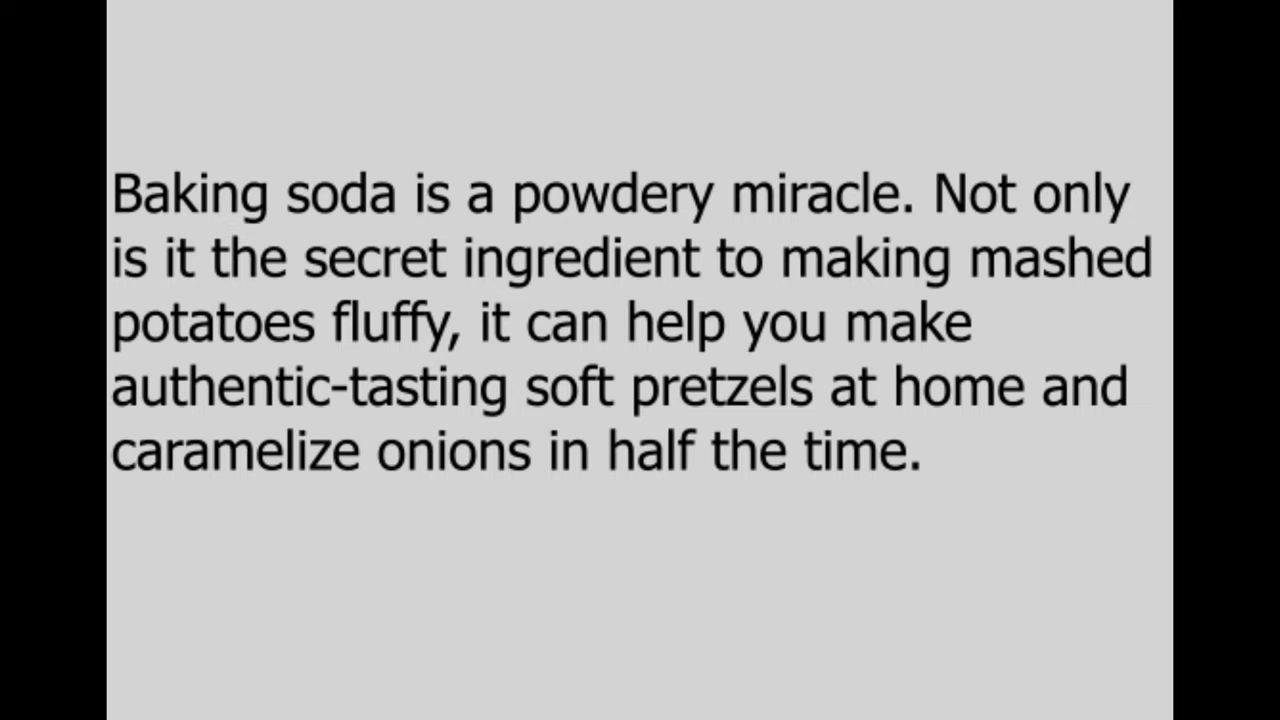 Baking soda is a powdery miracle. Not only
is it the secret ingredient to making mashed
potatoes fluffy, it can help you make
authentic-tasting soft pretzels at home and
caramelize onions in half the time.